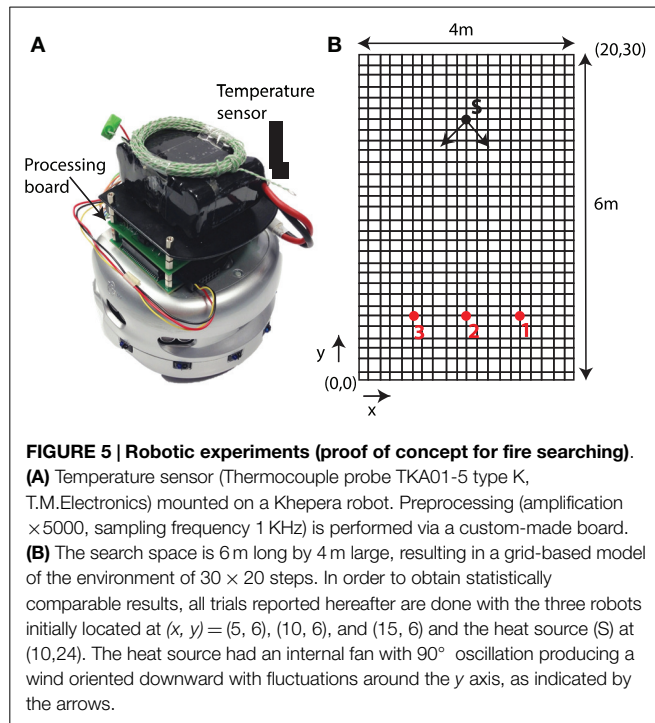 A
B
4m
(20,30)
Temperature
sensor
Processing
board
S
6m
3
2
1
y
(0,0)
x
FIGURE 5 | Robotic experiments (proof of concept for fire searching).
(A) Temperature sensor (Thermocouple probe TKA01-5 type K,
T.M.Electronics) mounted on a Khepera robot. Preprocessing (amplification
×5000, sampling frequency 1 KHz) is performed via a custom-made board.
(B) The search space is 6 m long by 4 m large, resulting in a grid-based model
of the environment of 30 × 20 steps. In order to obtain statistically
comparable results, all trials reported hereafter are done with the three robots
initially located at (x, y) = (5, 6), (10, 6), and (15, 6) and the heat source (S) at
(10,24). The heat source had an internal fan with 90° oscillation producing a
wind oriented downward with fluctuations around the y axis, as indicated by
the arrows.